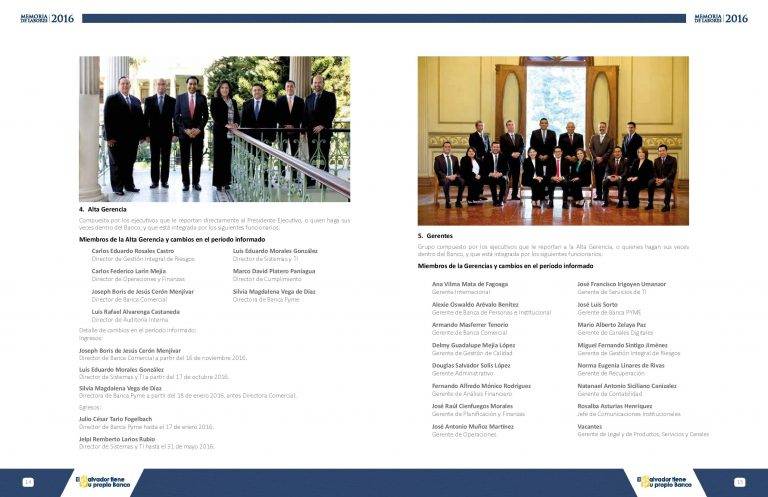 MEMORIA
DE LABORES 2016
4. Alta Gerencia
Compuesta por los ejecutivos que le reportan directamente al Presidente Ejecutivo, o quien haga sus
veces dentro del Banco, y que está integrada por los siguientes funcionarios.
Miembros de la Alta Gerencia y cambios en el período informado
Carlos Eduardo Rosales Castro
Director de Gestión Integral de Riesgos
Carlos Federico Larin Mejía
Director de Operaciones y Finanzas
Joseph Boris de Jesús Cerón Menjívar
Director de Banca Comercial
Luis Rafael Alvarenga Castaneda
Director de Auditoría Interna
Luis Eduardo Morales González
Director de Sistemas y TI
Marco David Platero Paniagua
Director de Cumplimiento
Silvia Magdalena Vega de Díaz
Directora de Banca Pyme
Detalle de cambios en el período informado:
Ingresos:
Joseph Boris de Jesús Cerón Menjívar
Director de Banca Comercial a partir del 16 de noviembre 2016.
Luis Eduardo Morales González
Director de Sistemas y TI a partir del 17 de octubre 2016.
Silvia Magdalena Vega de Díaz
Directora de Banca Pyme a partir del 18 de enero 2016, antes Directora Comercial.
Egresos:
Julio César Tario Fogelbach
Director de Banca Pyme hasta el 17 de enero 2016.
Jelpi Remberto Larios Rubio
Director de Sistemas y TI hasta el 31 de mayo 2016.
14
El Salvador tiene
su propio Banco
MEMORIA
DE LABORES 2016
5. Gerentes
Grupo compuesto por los ejecutivos que le reportan a la Alta Gerencia, o quienes hagan sus veces
dentro del Banco, y que está integrada por los siguientes funcionarios.
Miembros de la Gerencias y cambios en el período informado
Ana Vilma Mata de Fagoaga
Gerente Internacional
Alexie Oswaldo Arévalo Benítez
Gerente de Banca de Personas e Institucional
Armando Masferrer Tenorio
Gerente de Banca Comercial
Delmy Guadalupe Mejía López
Gerente de Gestión de Calidad
Douglas Salvador Solís López
Gerente Administrativo
Fernando Alfredo Mónico Rodríguez
Gerente de Análisis Financiero
José Raúl Cienfuegos Morales
Gerente de Planificación y Finanzas
José Antonio Muñoz Martínez
Gerente de Operaciones
José Francisco Irigoyen Umanzor
Gerente de Servicios de TI
José Luis Sorto
Gerente de Banca PYME
Mario Alberto Zelaya Paz
Gerente de Canales Digitales
Miguel Fernando Sintigo Jiménez
Gerente de Gestión Integral de Riesgos
Norma Eugenia Linares de Rivas
Gerente de Recuperación
Natanael Antonio Siciliano Canizalez
Gerente de Contabilidad
Rosalba Asturias Henríquez
Jefe de Comunicaciones Institucionales
Vacantes
Gerente de Legal y de Productos, Servicios y Canales
El Salvador tiene
su propio Banco
15